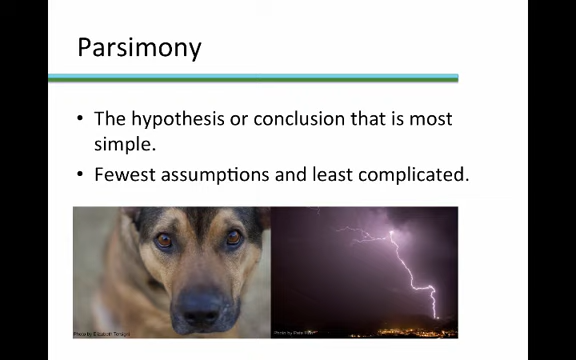 Parsimony
• The hypothesis or conclusion that is most
simple.
• Fewest assumptions and least complicated.